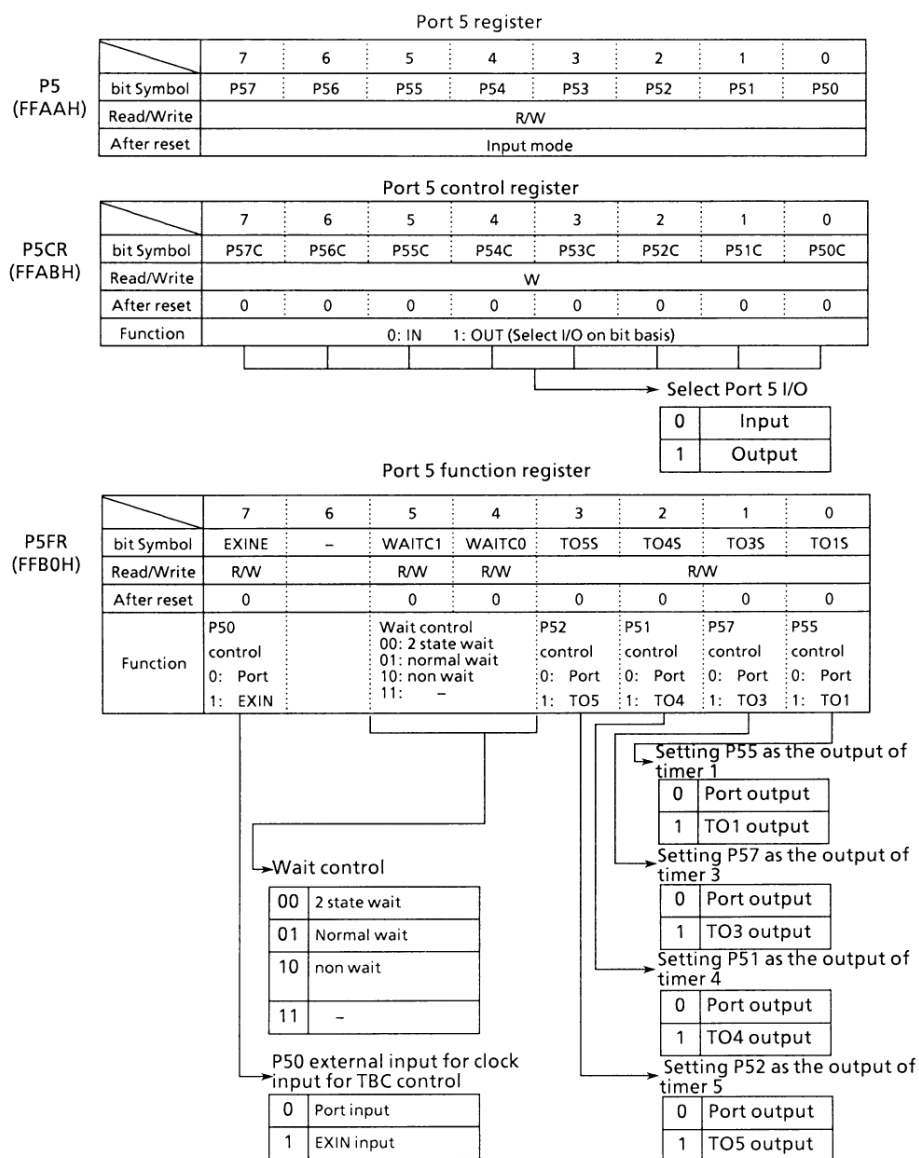 Port 5 register
7 6 5 4 3 2 1 0
P5
(FFAAH)
bit Symbol P57 P56 P55 P54 P53 P52 P51 P50
Read/Write R/W
After reset Input mode
Port 5 control register
7 6 5 4 3 2 1 0
P5CR
(FFABH)
bit Symbol P57C P56C P55C P54C P53C P52C P51C P50C
Read/Write W
After reset 0 0 0 0 0 0 0 0
Function 0: IN 1: OUT (Select I/O on bit basis)
Select Port 5 I/O
0 Input
1 Output
Port 5 function register
7 6 5 4 3 2 1 0
P5FR
(FFB0H)
bit Symbol EXINE – WAITC1 WAITC0 TO5S TO4S TO3S TO1S
Read/Write R/W R/W R/W R/W
After reset 0 0 0 0 0 0 0
Function
P50
control
0: Port
1: EXIN
Wait control
00: 2 state wait
01: normal wait
10: non wait
11: –
P52
control
0: Port
1: TO5
P51
control
0: Port
1: TO4
P57
control
0: Port
1: TO3
P55
control
0: Port
1: TO1
Setting P55 as the output of
timer 1
0 Port output
1 TO1 output
Setting P57 as the output of
timer 3
0 Port output
1 TO3 output
Setting P51 as the output of
timer 4
0 Port output
1 TO4 output
Setting P52 as the output of
timer 5
0 Port output
1 TO5 output
Wait control
00 2 state wait
01 Normal wait
10 non wait
11 –
P50 external input for clock
input for TBC control
0 Port input
1 EXIN input